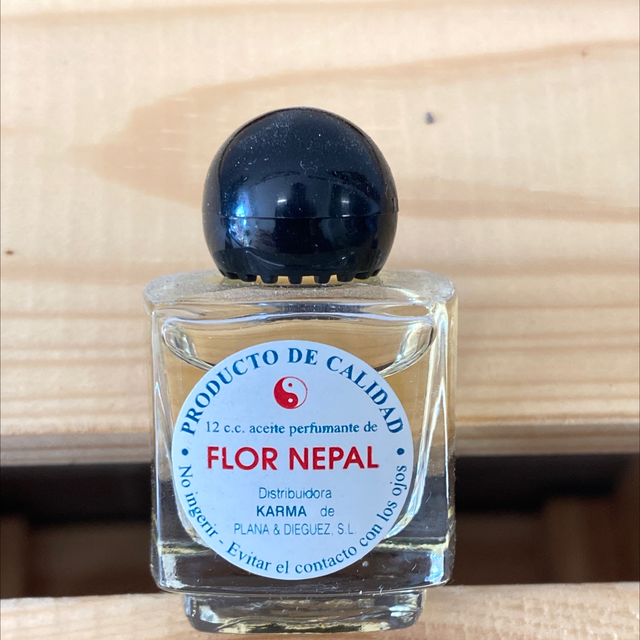 PRODUCTO DE CALIDAD
12 c.c. aceite perfumante de
FLOR NEPAL
Distribuidora
KARMA de
PLANA & DIEGUEZ, S.L.
No ingerir. Evitar el contacto con los ojos